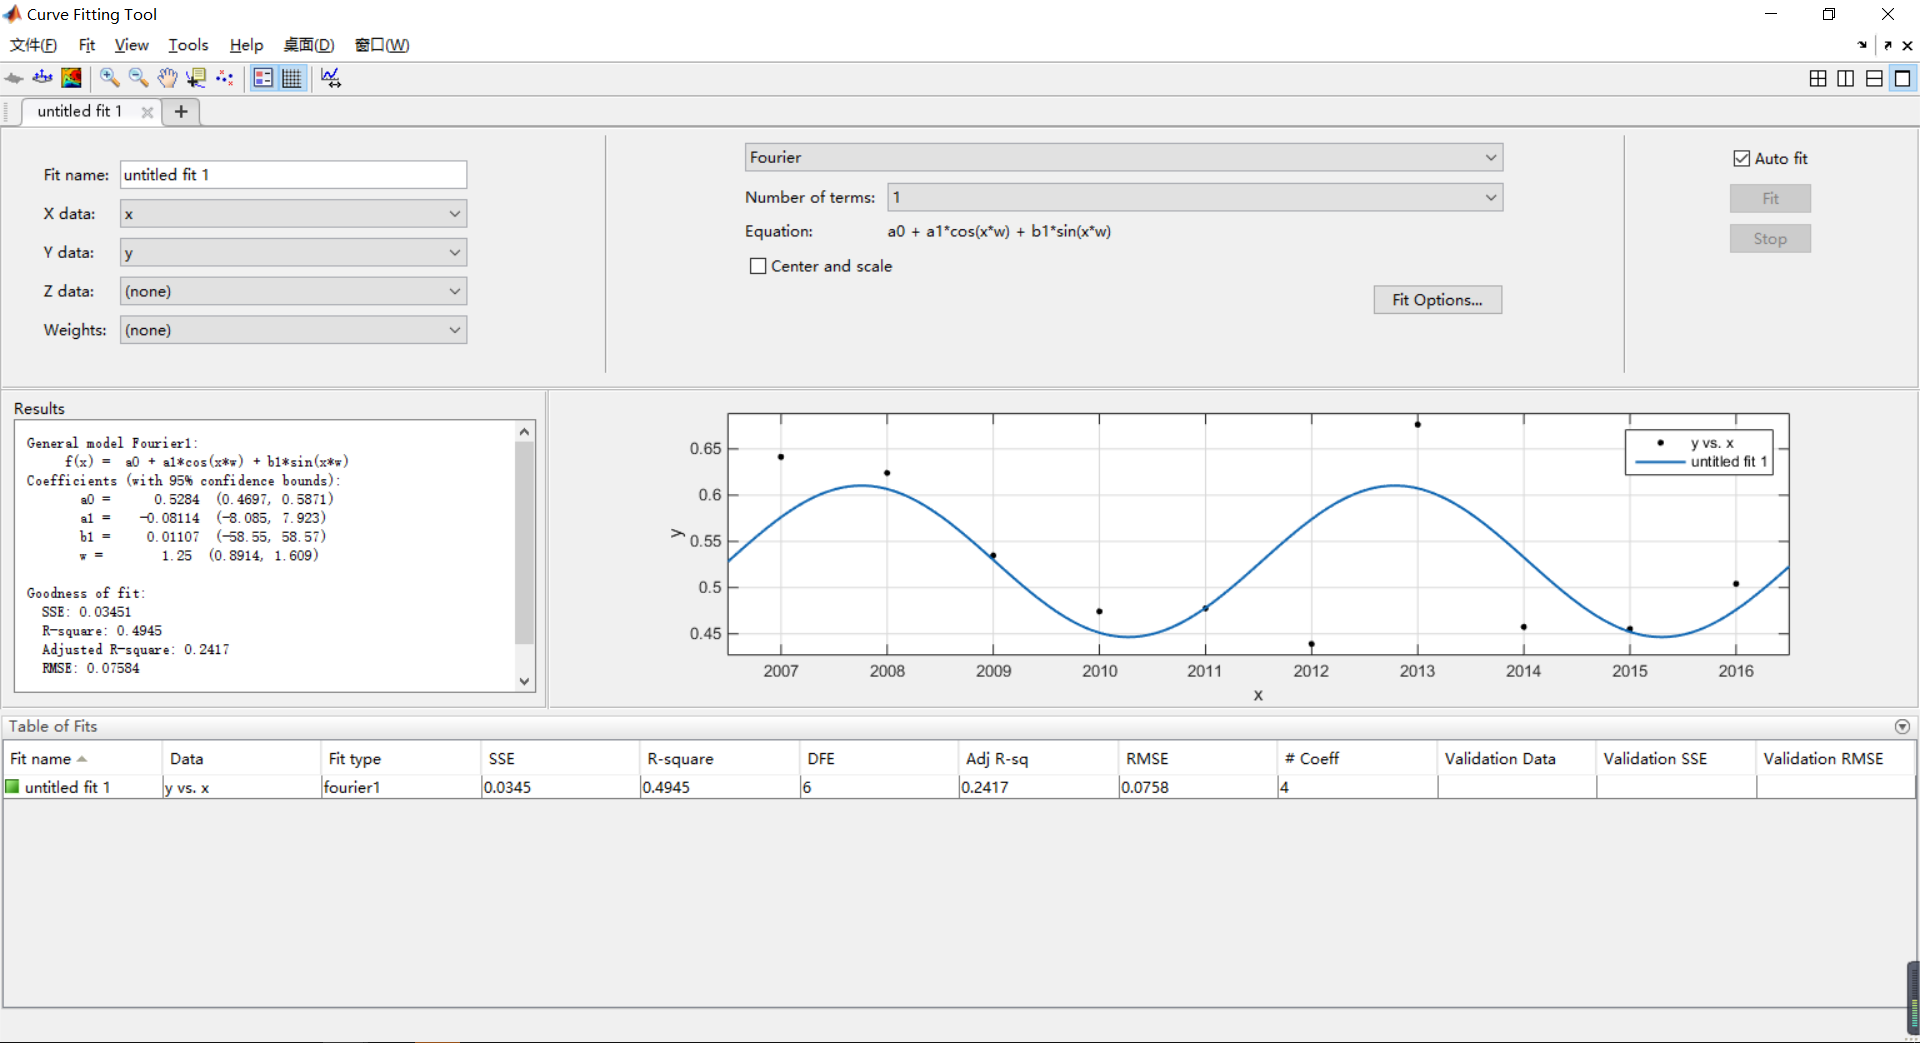 Curve Fitting Tool
文件(F) Fit View Tools Help 桌面(D) 窗口(W)
untitled fit 1
Fit name: untitled fit 1
X data: x
Y data: y
Z data: (none)
Weights: (none)
Fourier
Number of terms: 1
Equation: a0 + a1*cos(x*w) + b1*sin(x*w)
Center and scale
Fit Options...
Auto fit
Fit
Stop
Results
General model Fourier1:
f(x) = a0 + a1*cos(x*w) + b1*sin(x*w)
Coefficients (with 95% confidence bounds):
a0 = 0.5284 (0.4697, 0.5871)
a1 = -0.08114 (-8.085, 7.923)
b1 = 0.01107 (-58.55, 58.57)
w = 1.25 (0.8914, 1.609)
Goodness of fit:
SSE: 0.03451
R-square: 0.4945
Adjusted R-square: 0.2417
RMSE: 0.07584
y
0.65
0.6
0.55
0.5
0.45
2007 2008 2009 2010 2011 2012 2013 2014 2015 2016
x
y vs. x
untitled fit 1
Table of Fits
Fit name Data Fit type SSE R-square DFE Adj R-sq RMSE # Coeff Validation Data Validation SSE Validation RMSE
untitled fit 1 y vs. x fourier1 0.0345 0.4945 6 0.2417 0.0758 4